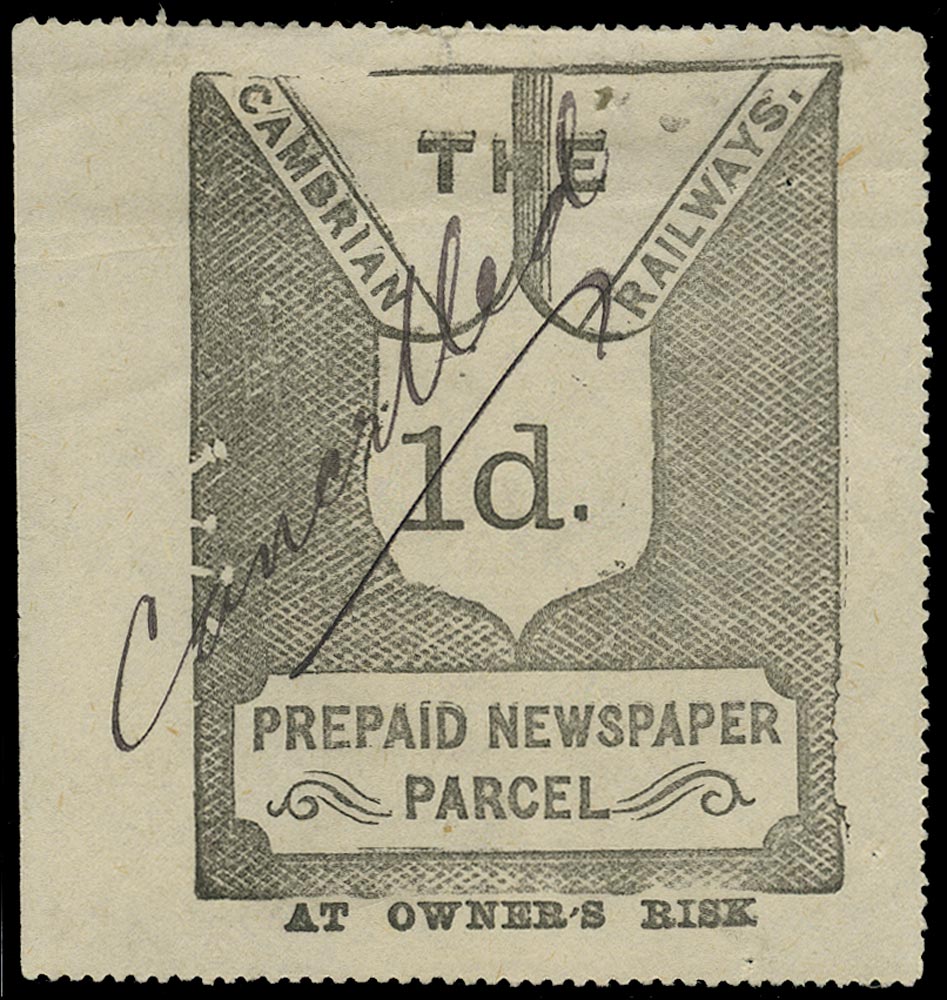 THE
CAMBRIAN RAILWAYS.
Cancelled
1d.
PREPAID NEWSPAPER
PARCEL
AT OWNER'S RISK